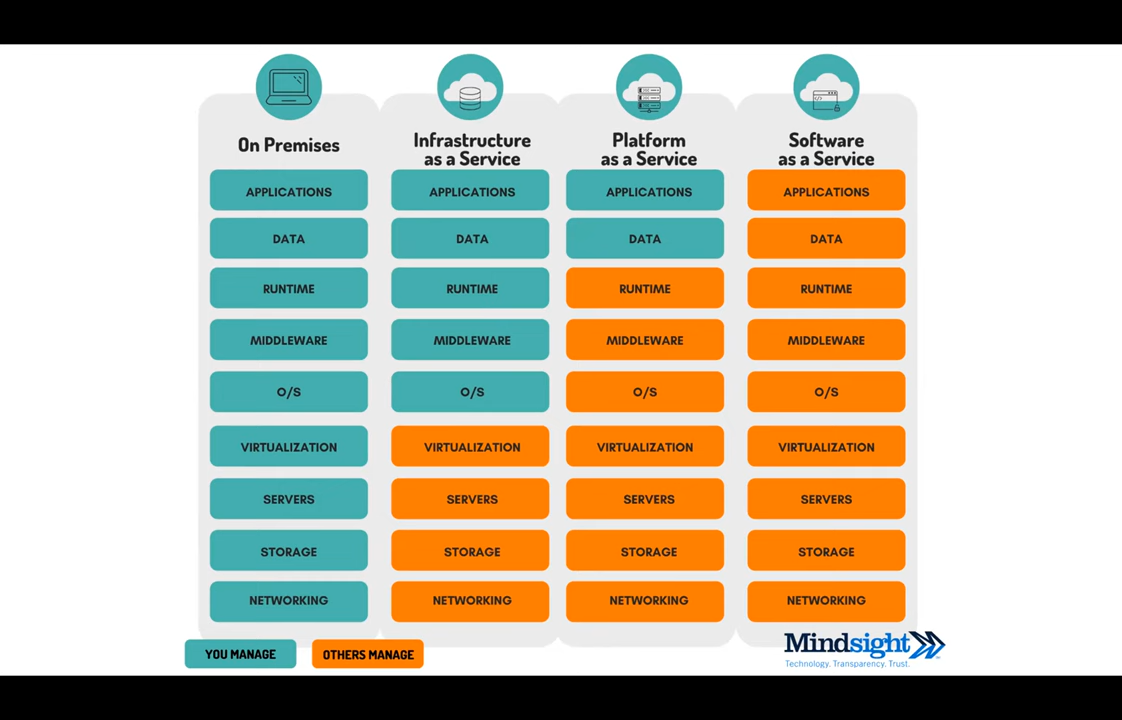 On Premises
Infrastructure
as a Service
Platform
as a Service
Software
as a Service
APPLICATIONS
APPLICATIONS
APPLICATIONS
APPLICATIONS
DATA
DATA
DATA
DATA
RUNTIME
RUNTIME
RUNTIME
RUNTIME
MIDDLEWARE
MIDDLEWARE
MIDDLEWARE
MIDDLEWARE
O/S
O/S
O/S
O/S
VIRTUALIZATION
VIRTUALIZATION
VIRTUALIZATION
VIRTUALIZATION
SERVERS
SERVERS
SERVERS
SERVERS
STORAGE
STORAGE
STORAGE
STORAGE
NETWORKING
NETWORKING
NETWORKING
NETWORKING
YOU MANAGE
OTHERS MANAGE
Mindsight
Technology. Transparency. Trust.